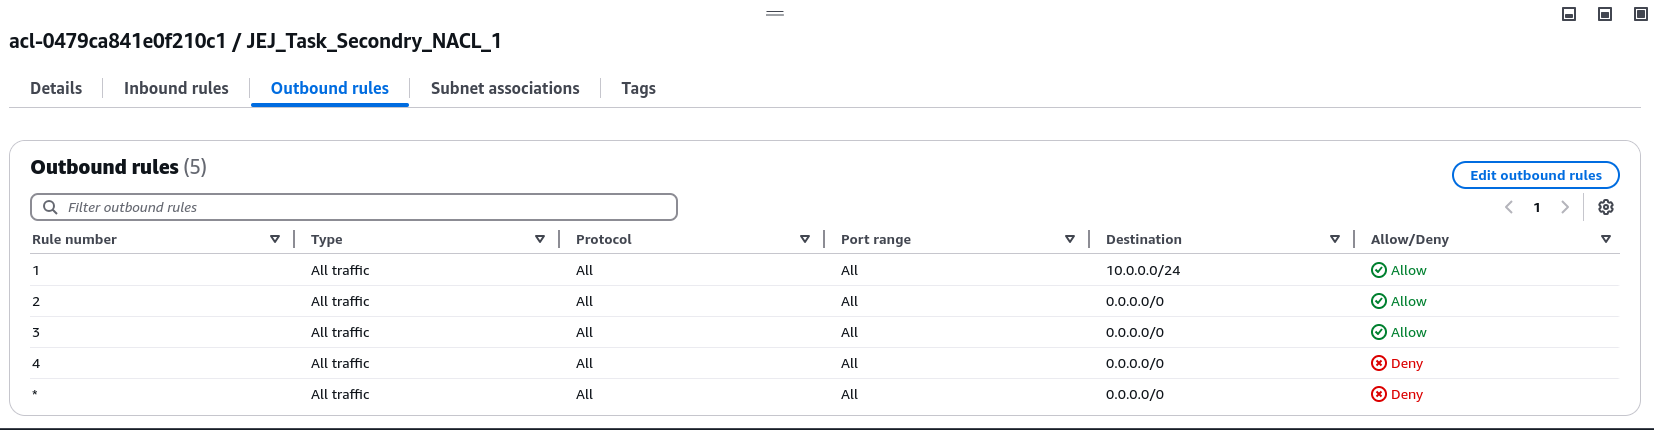 acl-0479ca841e0f210c1 / JEJ_Task_Secondry_NACL_1
Details Inbound rules Outbound rules Subnet associations Tags
Outbound rules (5)
Edit outbound rules
Filter outbound rules
1
Rule number Type Protocol Port range Destination Allow/Deny
1 All traffic All All 10.0.0.0/24 Allow
2 All traffic All All 0.0.0.0/0 Allow
3 All traffic All All 0.0.0.0/0 Allow
4 All traffic All All 0.0.0.0/0 Deny
* All traffic All All 0.0.0.0/0 Deny